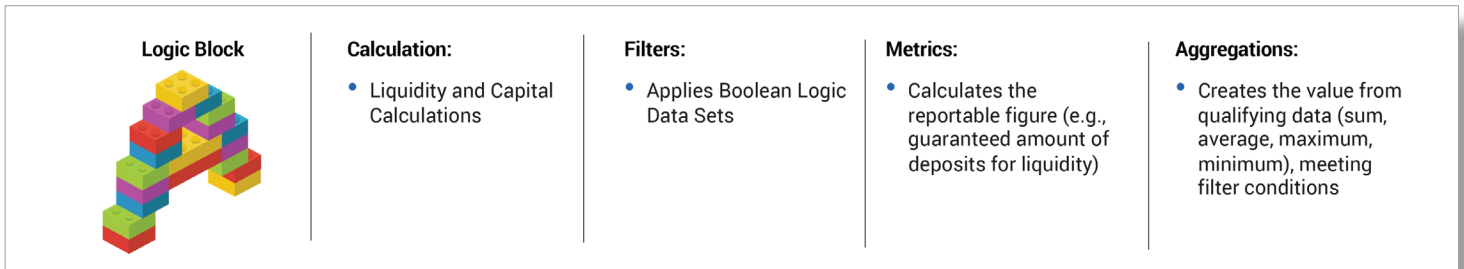 Logic Block
Calculation:
• Liquidity and Capital
Calculations
Filters:
• Applies Boolean Logic
Data Sets
Metrics:
• Calculates the
reportable figure (e.g.,
guaranteed amount of
deposits for liquidity)
Aggregations:
• Creates the value from
qualifying data (sum,
average, maximum,
minimum), meeting
filter conditions